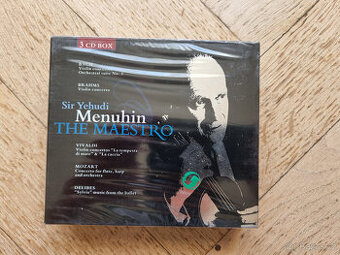 3 CD BOX
Violin concerto
Orchestral suite No.
BRAHMS
Violin concerto
Sir Yehudi
Menuhin
THE MAESTRO
VIVALDI
Violin concertos "La tempesta
di mare" & "La caccia"
MOZART
Concerto for flute, harp
and orchestra
DELIBES
"Sylvia" music from the ballet